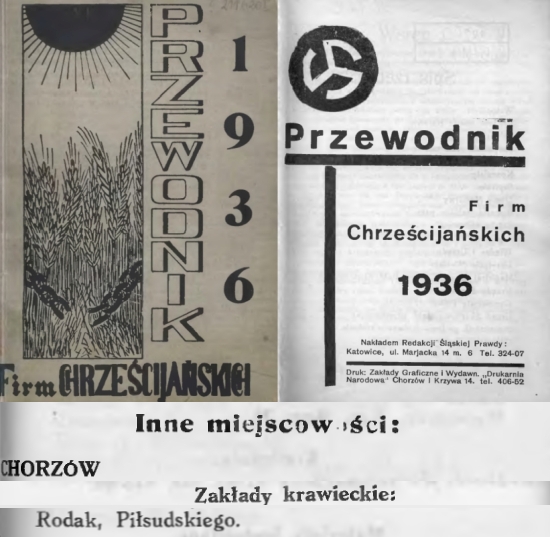 PRZEWODNIK
1936
Firm CHRZEŚCIJAŃSKICH
Przewodnik
Firm
Chrześcijańskich
1936
Nakładem Redakcji Śląskiej Prawdy:
Katowice, ul. Marjacka 14 m. 6 Tel. 324-07
Druk: Zakłady Graficzne i Wydawn. „Drukarnia
Narodowa" Chorzów I Krzywa 14. tel. 406-52
Inne miejscowości:
CHORZÓW
Zakłady krawieckie:
Rodak, Piłsudskiego.